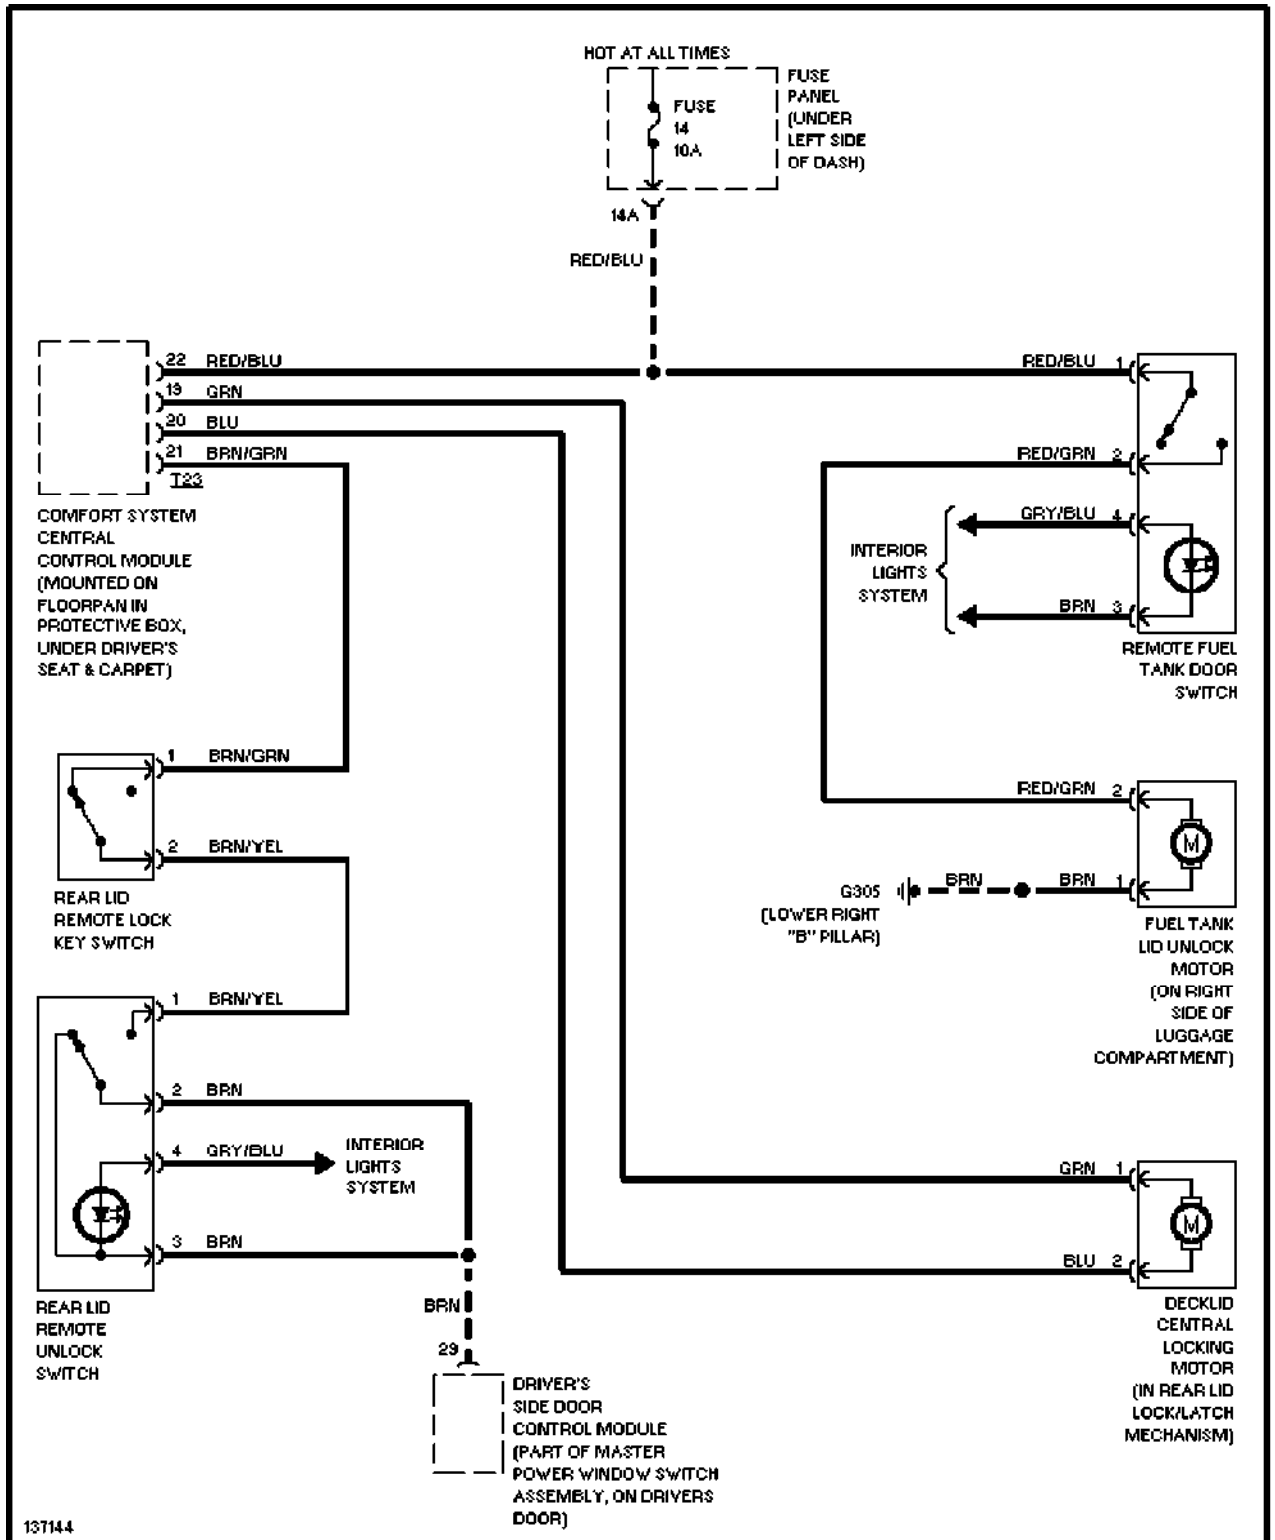 HOT AT ALL TIMES
FUSE
14
10A
FUSE
PANEL
(UNDER
LEFT SIDE
OF DASH)
14A
RED/BLU
22 RED/BLU
19 GRN
20 BLU
21 BRN/GRN
T23
COMFORT SYSTEM
CENTRAL
CONTROL MODULE
(MOUNTED ON
FLOORPAN IN
PROTECTIVE BOX,
UNDER DRIVER'S
SEAT & CARPET)
RED/BLU 1
RED/GRN 2
GRY/BLU 4
BRN 3
INTERIOR
LIGHTS
SYSTEM
REMOTE FUEL
TANK DOOR
SWITCH
1 BRN/GRN
2 BRN/YEL
REAR LID
REMOTE LOCK
KEY SWITCH
RED/GRN 2
M
BRN BRN 1
G305
(LOWER RIGHT
"B" PILLAR)
FUEL TANK
LID UNLOCK
MOTOR
(ON RIGHT
SIDE OF
LUGGAGE
COMPARTMENT)
1 BRN/YEL
2 BRN
4 GRY/BLU
INTERIOR
LIGHTS
SYSTEM
3 BRN
REAR LID
REMOTE
UNLOCK
SWITCH
BRN
29
DRIVER'S
SIDE DOOR
CONTROL MODULE
(PART OF MASTER
POWER WINDOW SWITCH
ASSEMBLY, ON DRIVERS
DOOR)
GRN 1
M
BLU 2
DECKLID
CENTRAL
LOCKING
MOTOR
(IN REAR LID
LOCK/LATCH
MECHANISM)
137144